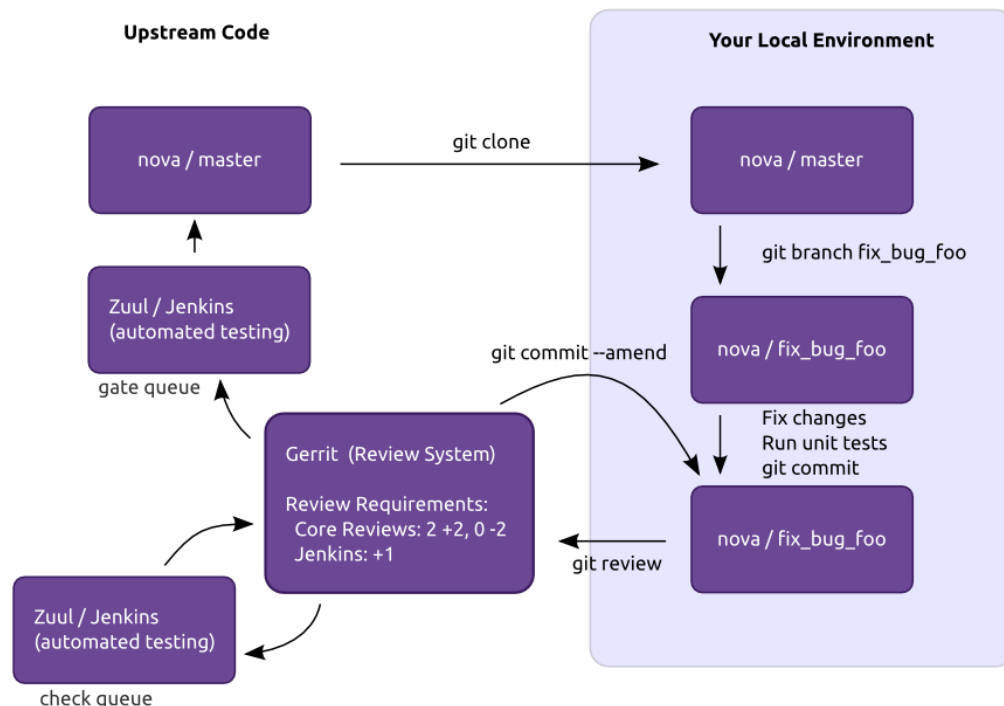 Upstream Code
Your Local Environment
nova / master
git clone
nova / master
git branch fix_bug_foo
Zuul / Jenkins
(automated testing)
gate queue
nova / fix_bug_foo
git commit --amend
Fix changes
Run unit tests
git commit
Gerrit (Review System)
Review Requirements:
Core Reviews: 2 +2, 0 -2
Jenkins: +1
nova / fix_bug_foo
git review
Zuul / Jenkins
(automated testing)
check queue